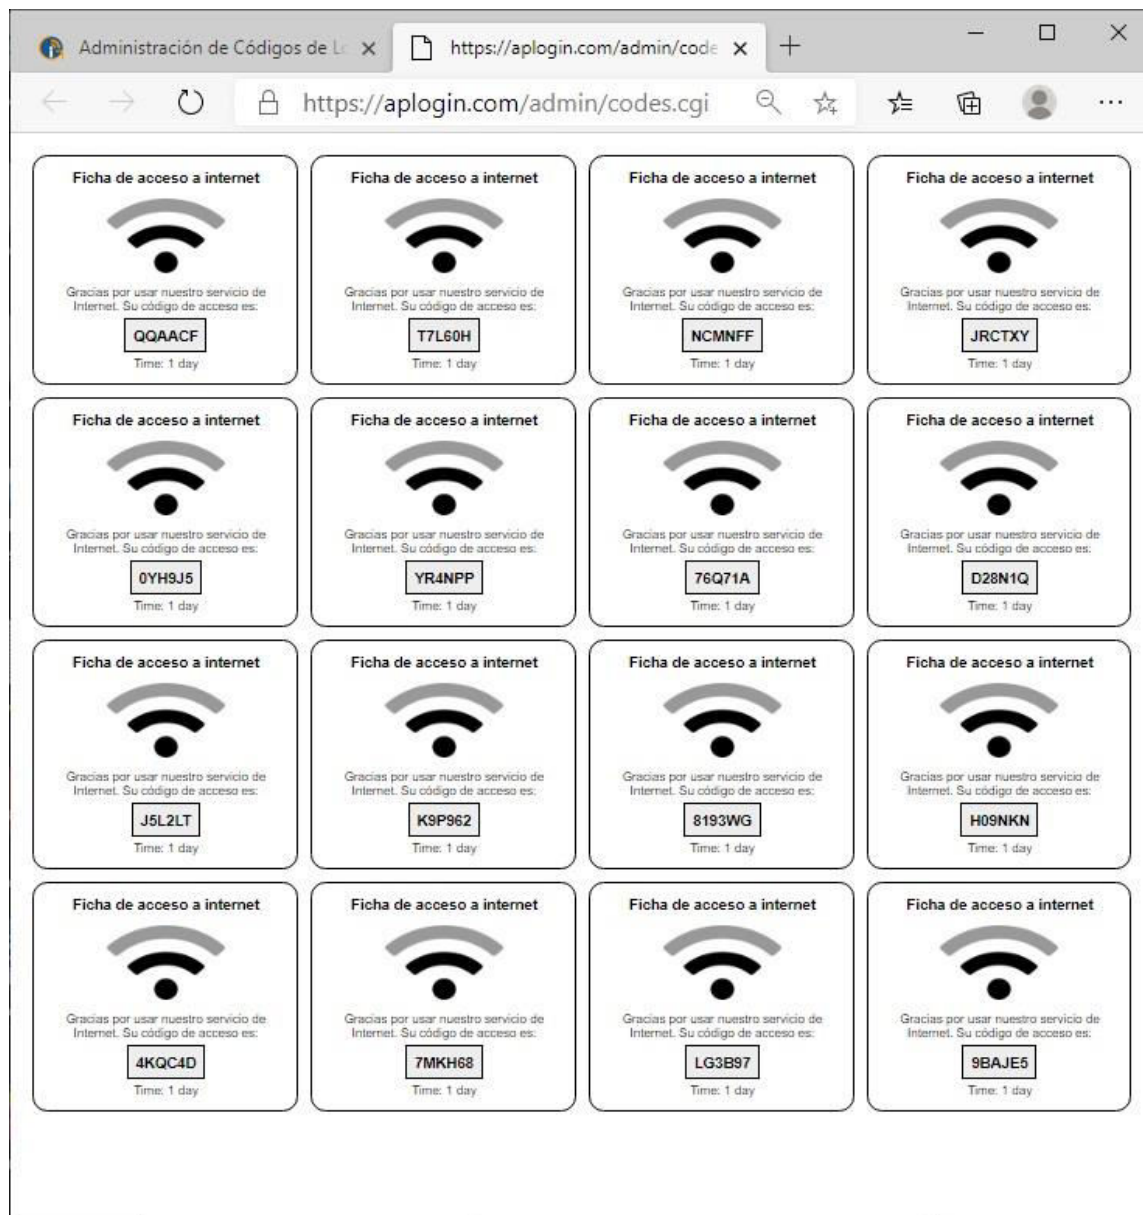 Administración de Códigos de Lo
https://aplogin.com/admin/code
https://aplogin.com/admin/codes.cgi
Ficha de acceso a internet
Gracias por usar nuestro servicio de
Internet. Su código de acceso es:
QQAACF
Time: 1 day
Ficha de acceso a internet
Gracias por usar nuestro servicio de
Internet. Su código de acceso es:
T7L60H
Time: 1 day
Ficha de acceso a internet
Gracias por usar nuestro servicio de
Internet. Su código de acceso es:
NCMNFF
Time: 1 day
Ficha de acceso a internet
Gracias por usar nuestro servicio de
Internet. Su código de acceso es:
JRCTXY
Time: 1 day
Ficha de acceso a internet
Gracias por usar nuestro servicio de
Internet. Su código de acceso es:
0YH9J5
Time: 1 day
Ficha de acceso a internet
Gracias por usar nuestro servicio de
Internet. Su código de acceso es:
YR4NPP
Time: 1 day
Ficha de acceso a internet
Gracias por usar nuestro servicio de
Internet. Su código de acceso es:
76Q71A
Time: 1 day
Ficha de acceso a internet
Gracias por usar nuestro servicio de
Internet. Su código de acceso es:
D28N1Q
Time: 1 day
Ficha de acceso a internet
Gracias por usar nuestro servicio de
Internet. Su código de acceso es:
J5L2LT
Time: 1 day
Ficha de acceso a internet
Gracias por usar nuestro servicio de
Internet. Su código de acceso es:
K9P962
Time: 1 day
Ficha de acceso a internet
Gracias por usar nuestro servicio de
Internet. Su código de acceso es:
8193WG
Time: 1 day
Ficha de acceso a internet
Gracias por usar nuestro servicio de
Internet. Su código de acceso es:
H09NKN
Time: 1 day
Ficha de acceso a internet
Gracias por usar nuestro servicio de
Internet. Su código de acceso es:
4KQC4D
Time: 1 day
Ficha de acceso a internet
Gracias por usar nuestro servicio de
Internet. Su código de acceso es:
7MKH68
Time: 1 day
Ficha de acceso a internet
Gracias por usar nuestro servicio de
Internet. Su código de acceso es:
LG3B97
Time: 1 day
Ficha de acceso a internet
Gracias por usar nuestro servicio de
Internet. Su código de acceso es:
9BAJE5
Time: 1 day